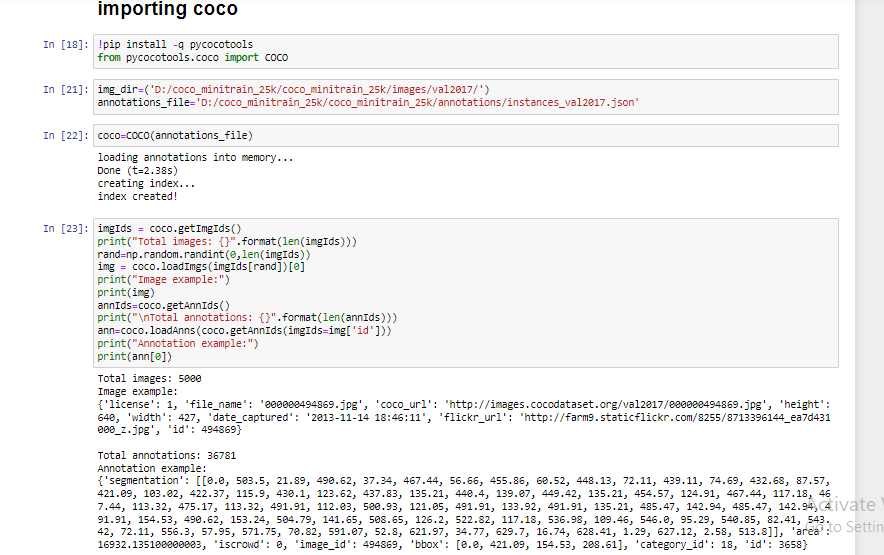 importing coco
In [18]: !pip install -q pycocotools
from pycocotools.coco import COCO
In [21]: img_dir=('D:/coco_minitrain_25k/coco_minitrain_25k/images/val2017/')
annotations_file='D:/coco_minitrain_25k/coco_minitrain_25k/annotations/instances_val2017.json'
In [22]: coco=COCO(annotations_file)
loading annotations into memory...
Done (t=2.38s)
creating index...
index created!
In [23]: imgIds = coco.getImgIds()
print("Total images: {}".format(len(imgIds)))
rand=np.random.randint(0,len(imgIds))
img = coco.loadImgs(imgIds[rand])[0]
print("Image example:")
print(img)
annIds=coco.getAnnIds()
print("\nTotal annotations: {}".format(len(annIds)))
ann=coco.loadAnns(coco.getAnnIds(imgIds=img['id']))
print("Annotation example:")
print(ann[0])
Total images: 5000
Image example:
{'license': 1, 'file_name': '000000494869.jpg', 'coco_url': 'http://images.cocodataset.org/val2017/000000494869.jpg', 'height':
640, 'width': 427, 'date_captured': '2013-11-14 18:46:11', 'flickr_url': 'http://farm9.staticflickr.com/8255/8713396144_ea7d431
000_z.jpg', 'id': 494869}
Total annotations: 36781
Annotation example:
{'segmentation': [[0.0, 503.5, 21.89, 490.62, 37.34, 467.44, 56.66, 455.86, 60.52, 448.13, 72.11, 439.11, 74.69, 432.68, 87.57,
421.09, 103.02, 422.37, 115.9, 430.1, 123.62, 437.83, 135.21, 440.4, 139.07, 449.42, 135.21, 454.57, 124.91, 467.44, 117.18, 46
7.44, 113.32, 475.17, 113.32, 491.91, 112.03, 500.93, 121.05, 491.91, 133.92, 491.91, 135.21, 485.47, 142.94, 485.47, 142.94, 4
91.91, 154.53, 490.62, 153.24, 504.79, 141.65, 508.65, 126.2, 522.82, 117.18, 536.98, 109.46, 546.0, 95.29, 540.85, 82.41, 543.
42, 72.11, 556.3, 57.95, 571.75, 70.82, 591.07, 52.8, 621.97, 34.77, 629.7, 16.74, 628.41, 1.29, 627.12, 2.58, 513.8]], 'area':
16932.135100000003, 'iscrowd': 0, 'image_id': 494869, 'bbox': [0.0, 421.09, 154.53, 208.61], 'category_id': 18, 'id': 3658}
Activate
to Settin